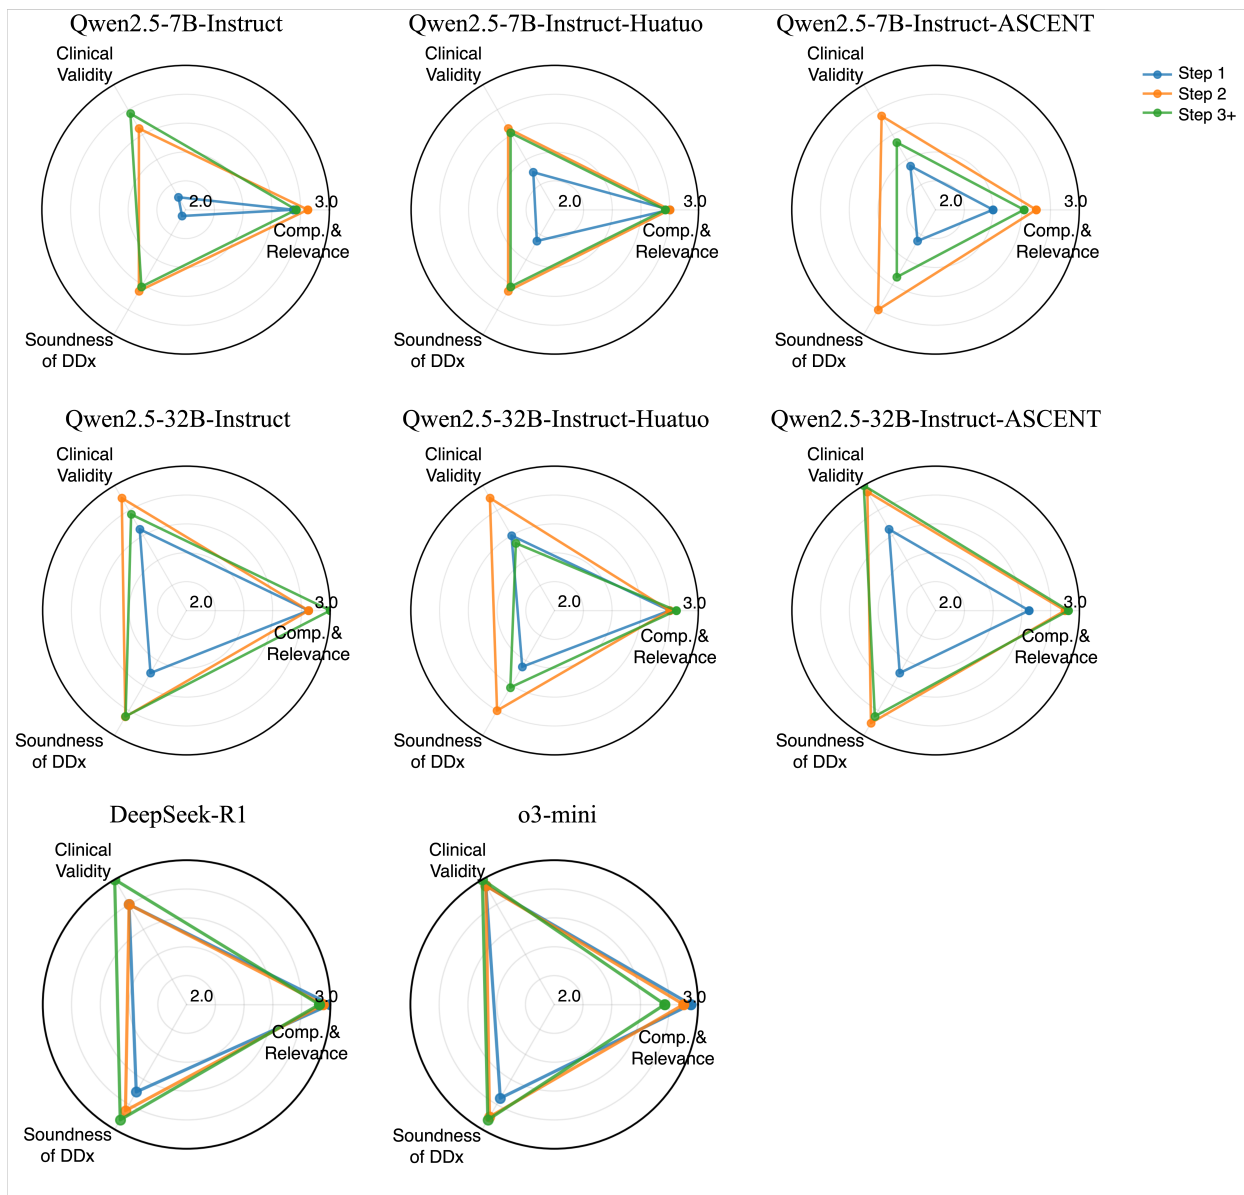 Qwen2.5-7B-Instruct
Clinical
Validity
2.0
3.0
Comp. &
Relevance
Soundness
of DDx
Qwen2.5-7B-Instruct-Huatuo
Clinical
Validity
2.0
3.0
Comp. &
Relevance
Soundness
of DDx
Qwen2.5-7B-Instruct-ASCENT
Clinical
Validity
2.0
3.0
Comp. &
Relevance
Soundness
of DDx
Step 1
Step 2
Step 3+
Qwen2.5-32B-Instruct
Clinical
Validity
2.0
3.0
Comp. &
Relevance
Soundness
of DDx
Qwen2.5-32B-Instruct-Huatuo
Clinical
Validity
2.0
3.0
Comp. &
Relevance
Soundness
of DDx
Qwen2.5-32B-Instruct-ASCENT
Clinical
Validity
2.0
3.0
Comp. &
Relevance
Soundness
of DDx
DeepSeek-R1
Clinical
Validity
2.0
3.0
Comp. &
Relevance
Soundness
of DDx
o3-mini
Clinical
Validity
2.0
3.0
Comp. &
Relevance
Soundness
of DDx